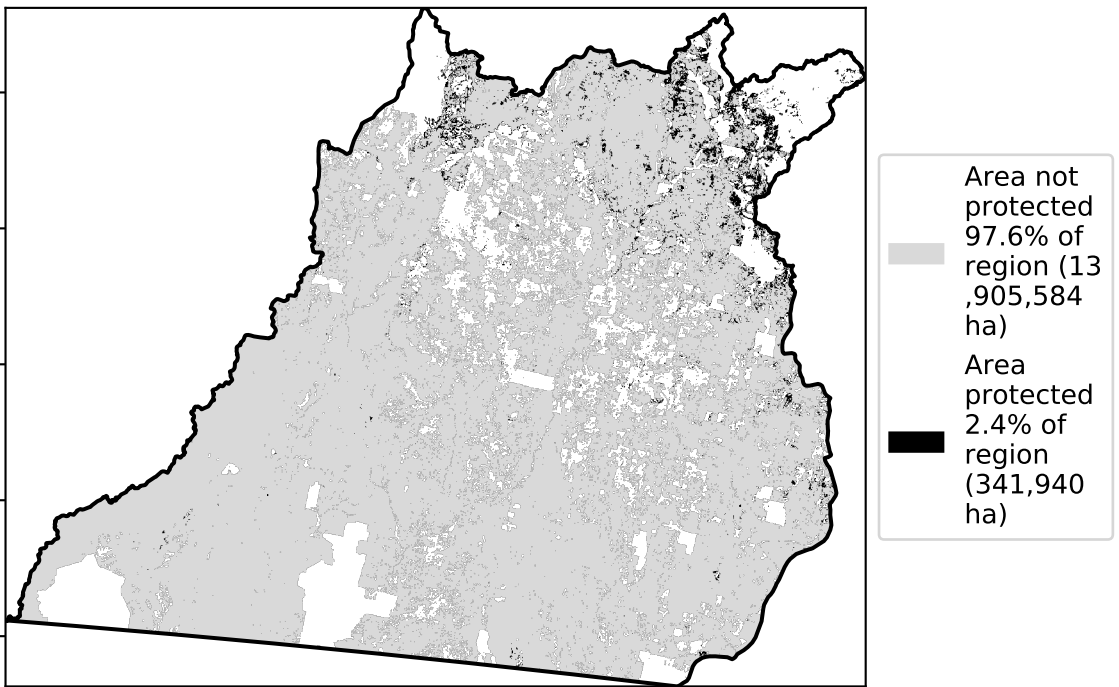 Area not
protected
97.6% of
region (13
,905,584
ha)
Area
protected
2.4% of
region
(341,940
ha)